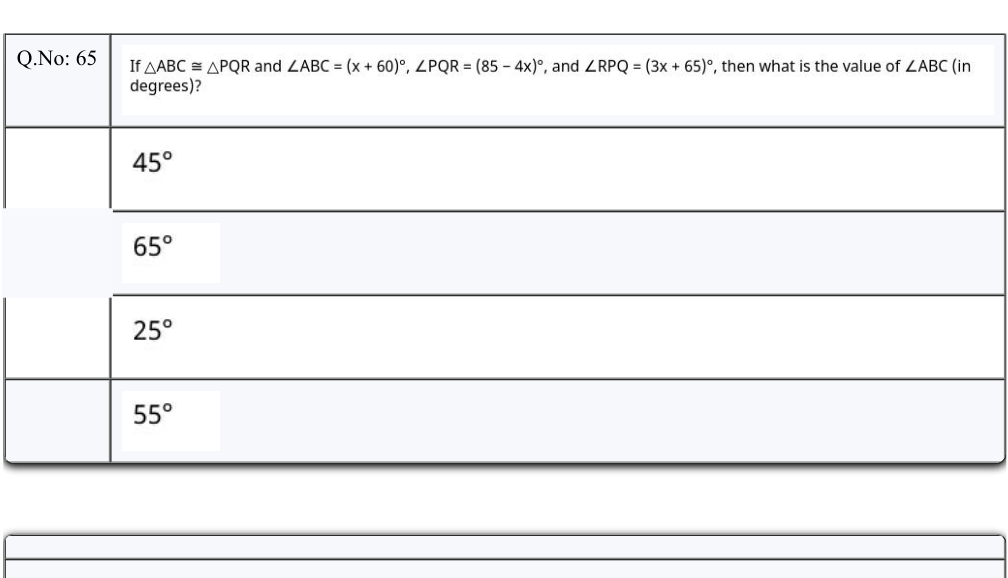 Q.No: 65
If △ABC ≅ △PQR and ∠ABC = (x + 60)°, ∠PQR = (85 – 4x)°, and ∠RPQ = (3x + 65)°, then what is the value of ∠ABC (in
degrees)?
45°
65°
25°
55°